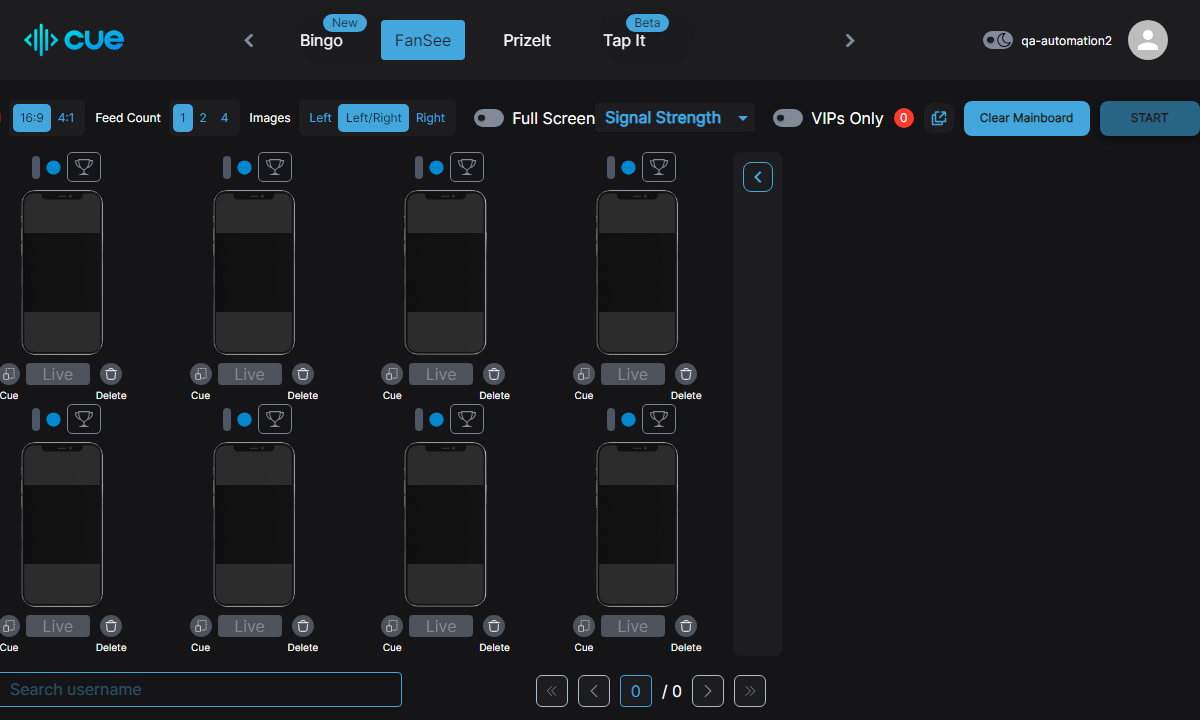 cue
New
Bingo
FanSee
PrizeIt
Beta
Tap It
qa-automation2
16:9
4:1
Feed Count
1
2
4
Images
Left
Left/Right
Right
Full Screen
Signal Strength
VIPs Only
0
Clear Mainboard
START
Live
Live
Live
Live
Cue
Delete
Cue
Delete
Cue
Delete
Cue
Delete
Live
Live
Live
Live
Cue
Delete
Cue
Delete
Cue
Delete
Cue
Delete
Search username
0
/ 0